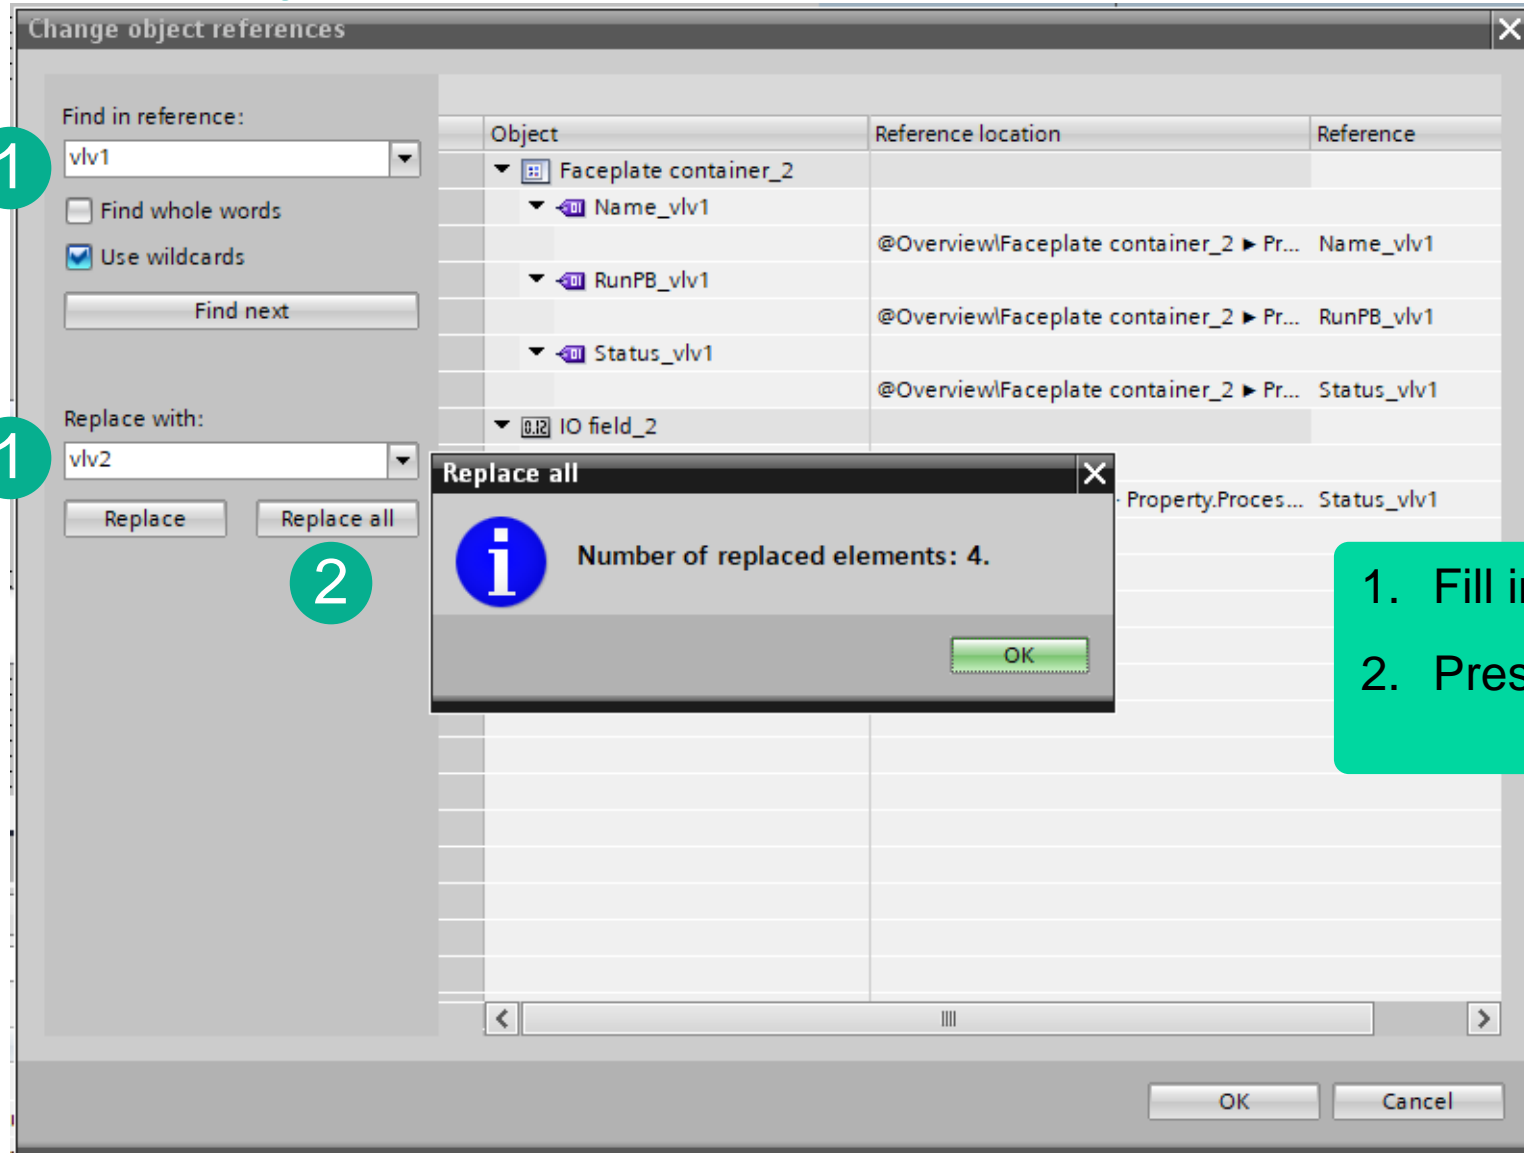 Change object references
Find in reference:
1
vlv1
Find whole words
Use wildcards
Find next
Replace with:
1
vlv2
Replace
Replace all
2
Object
Reference location
Reference
Faceplate container_2
Name_vlv1
@Overview\Faceplate container_2 ▸ Pr...
Name_vlv1
RunPB_vlv1
@Overview\Faceplate container_2 ▸ Pr...
RunPB_vlv1
Status_vlv1
@Overview\Faceplate container_2 ▸ Pr...
Status_vlv1
0.12 IO field_2
Property.Proces...
Status_vlv1
Replace all
i
Number of replaced elements: 4.
OK
1. Fill
2.
OK
Cancel